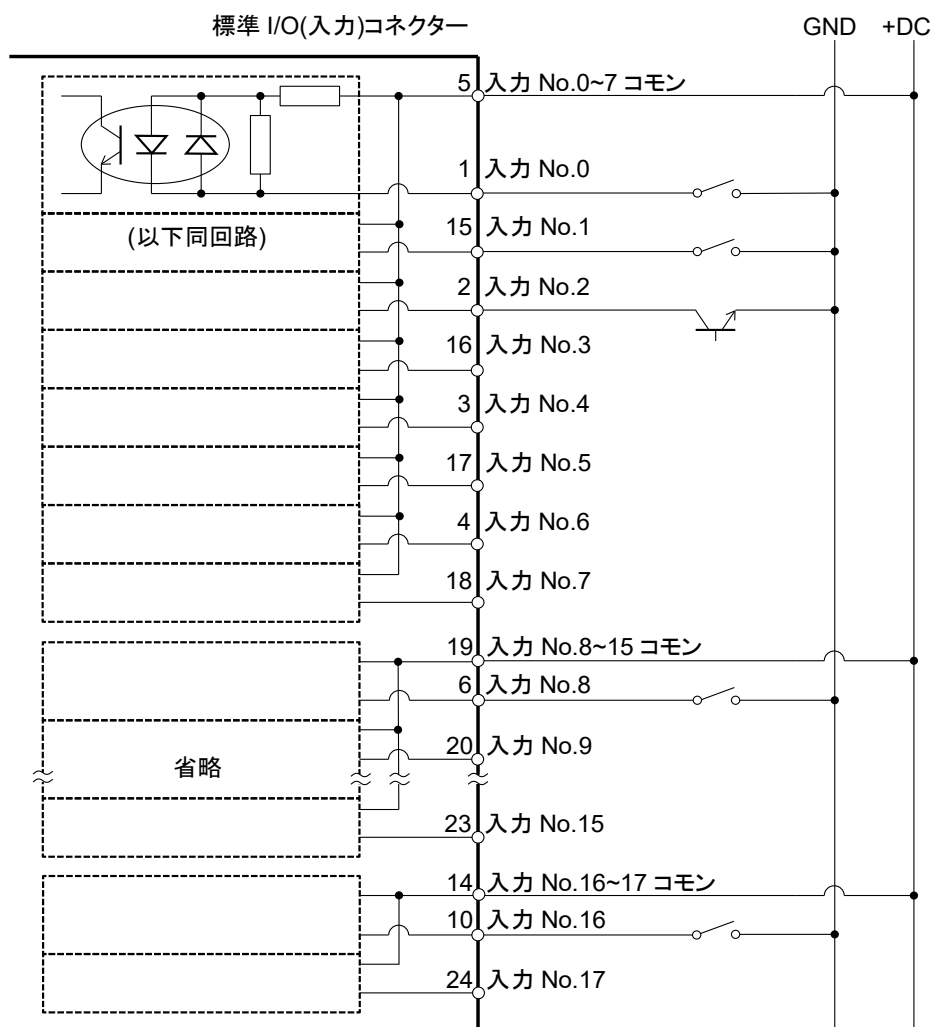 標準 I/O(入力)コネクター
GND +DC
5 入力 No.0~7 コモン
1 入力 No.0
(以下同回路)
15 入力 No.1
2 入力 No.2
16 入力 No.3
3 入力 No.4
17 入力 No.5
4 入力 No.6
18 入力 No.7
19 入力 No.8~15 コモン
6 入力 No.8
20 入力 No.9
省略
23 入力 No.15
14 入力 No.16~17 コモン
10 入力 No.16
24 入力 No.17